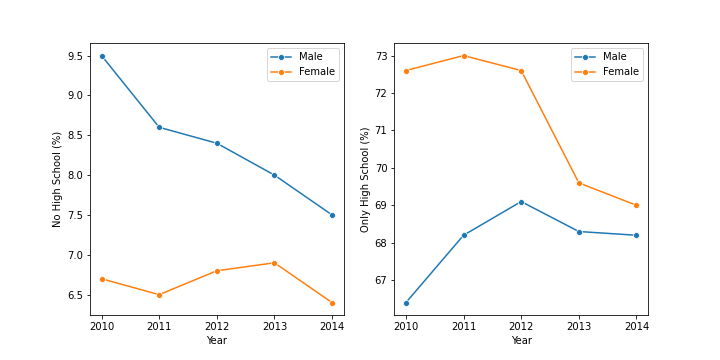 No High School (%)
9.5
9.0
8.5
8.0
7.5
7.0
6.5
2010 2011 2012 2013 2014
Year
Male
Female
Only High School (%)
73
72
71
70
69
68
67
2010 2011 2012 2013 2014
Year
Male
Female